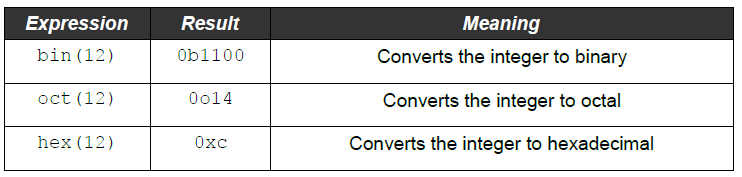 Expression Result Meaning
bin(12) 0b1100 Converts the integer to binary
oct(12) 0o14 Converts the integer to octal
hex(12) 0xc Converts the integer to hexadecimal